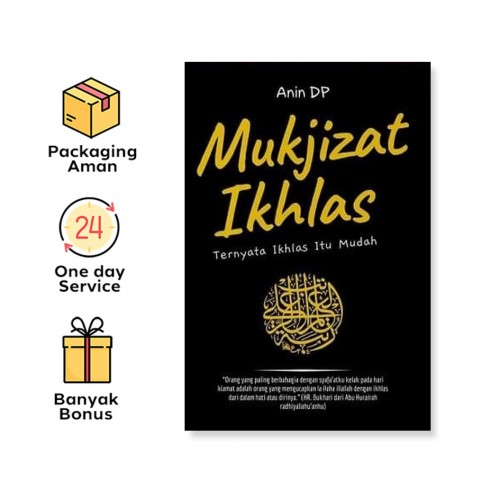 Packaging
Aman
24
One day
Service
Banyak
Bonus
Anin DP
Mukjizat
Ikhlas
Ternyata Ikhlas Itu Mudah
"Orang yang paling berbahagia dengan syafa'atku kelak pada hari
kiamat adalah orang yang mengucapkan la ilaha illallah dengan ikhlas
dari dalam hati atau dirinya." (HR. Bukhari dari Abu Hurairah
radhiyallahu'anhu)